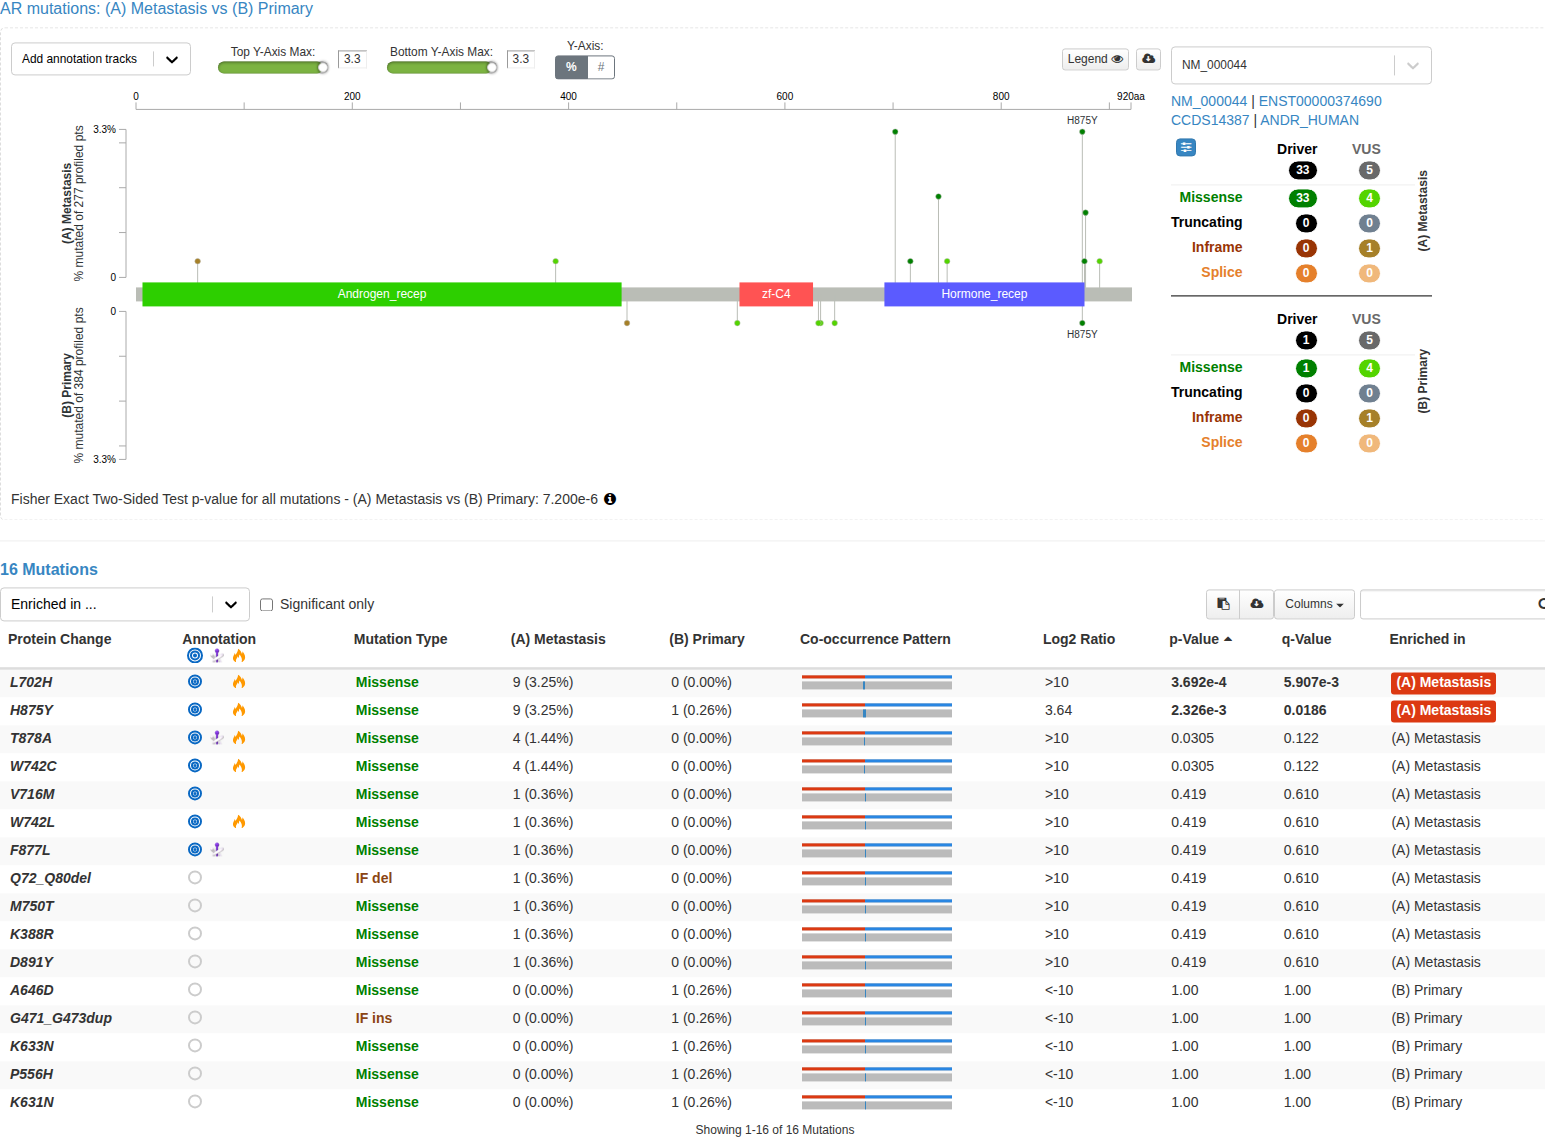 AR mutations: (A) Metastasis vs (B) Primary
Add annotation tracks
Top Y-Axis Max:
3.3
Bottom Y-Axis Max:
3.3
Y-Axis:
% #
Legend
NM_000044
0 200 400 600 800 920aa
NM_000044 | ENST00000374690
CCDS14387 | ANDR_HUMAN
H875Y
3.3%
0
(A) Metastasis
% mutated of 277 profiled pts
Androgen_recep zf-C4 Hormone_recep
0
3.3%
(B) Primary
% mutated of 384 profiled pts
H875Y
Driver VUS
33 5
Missense 33 4
Truncating 0 0
Inframe 0 1
Splice 0 0
(A) Metastasis
Driver VUS
1 5
Missense 1 4
Truncating 0 0
Inframe 0 1
Splice 0 0
(B) Primary
Fisher Exact Two-Sided Test p-value for all mutations - (A) Metastasis vs (B) Primary: 7.200e-6
16 Mutations
Enriched in ...
Significant only
Columns
Protein Change Annotation Mutation Type (A) Metastasis (B) Primary Co-occurrence Pattern Log2 Ratio p-Value q-Value Enriched in
L702H Missense 9 (3.25%) 0 (0.00%) >10 3.692e-4 5.907e-3 (A) Metastasis
H875Y Missense 9 (3.25%) 1 (0.26%) 3.64 2.326e-3 0.0186 (A) Metastasis
T878A Missense 4 (1.44%) 0 (0.00%) >10 0.0305 0.122 (A) Metastasis
W742C Missense 4 (1.44%) 0 (0.00%) >10 0.0305 0.122 (A) Metastasis
V716M Missense 1 (0.36%) 0 (0.00%) >10 0.419 0.610 (A) Metastasis
W742L Missense 1 (0.36%) 0 (0.00%) >10 0.419 0.610 (A) Metastasis
F877L Missense 1 (0.36%) 0 (0.00%) >10 0.419 0.610 (A) Metastasis
Q72_Q80del IF del 1 (0.36%) 0 (0.00%) >10 0.419 0.610 (A) Metastasis
M750T Missense 1 (0.36%) 0 (0.00%) >10 0.419 0.610 (A) Metastasis
K388R Missense 1 (0.36%) 0 (0.00%) >10 0.419 0.610 (A) Metastasis
D891Y Missense 1 (0.36%) 0 (0.00%) >10 0.419 0.610 (A) Metastasis
A646D Missense 0 (0.00%) 1 (0.26%) <-10 1.00 1.00 (B) Primary
G471_G473dup IF ins 0 (0.00%) 1 (0.26%) <-10 1.00 1.00 (B) Primary
K633N Missense 0 (0.00%) 1 (0.26%) <-10 1.00 1.00 (B) Primary
P556H Missense 0 (0.00%) 1 (0.26%) <-10 1.00 1.00 (B) Primary
K631N Missense 0 (0.00%) 1 (0.26%) <-10 1.00 1.00 (B) Primary
Showing 1-16 of 16 Mutations